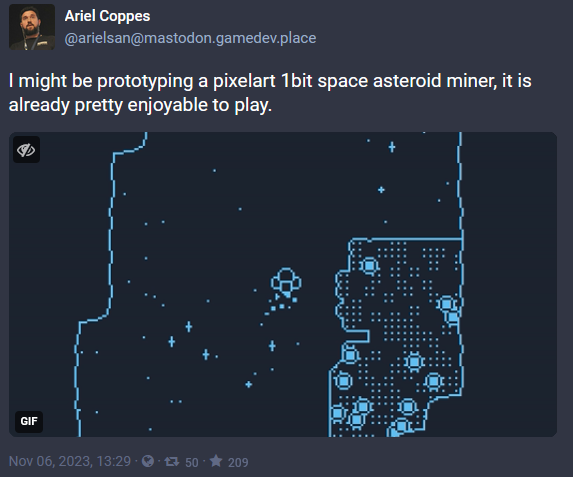 Ariel Coppes
@arielsan@mastodon.gamedev.place
I might be prototyping a pixelart 1bit space asteroid miner, it is
already pretty enjoyable to play.
GIF
Nov 06, 2023, 13:29 · · 50 · 209